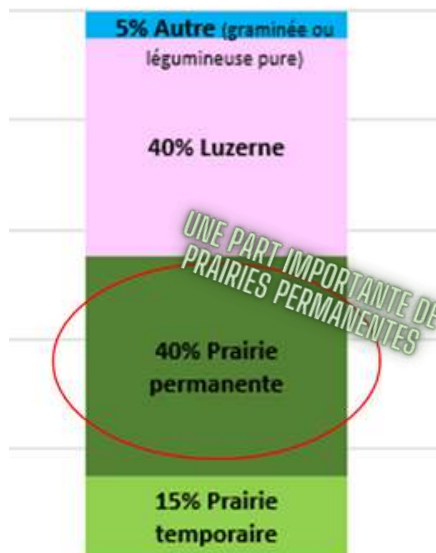 5% Autre (graminée ou
légumineuse pure)
40% Luzerne
UNE PART IMPORTANTE DE
PRAIRIES PERMANENTES
40% Prairie
permanente
15% Prairie
temporaire